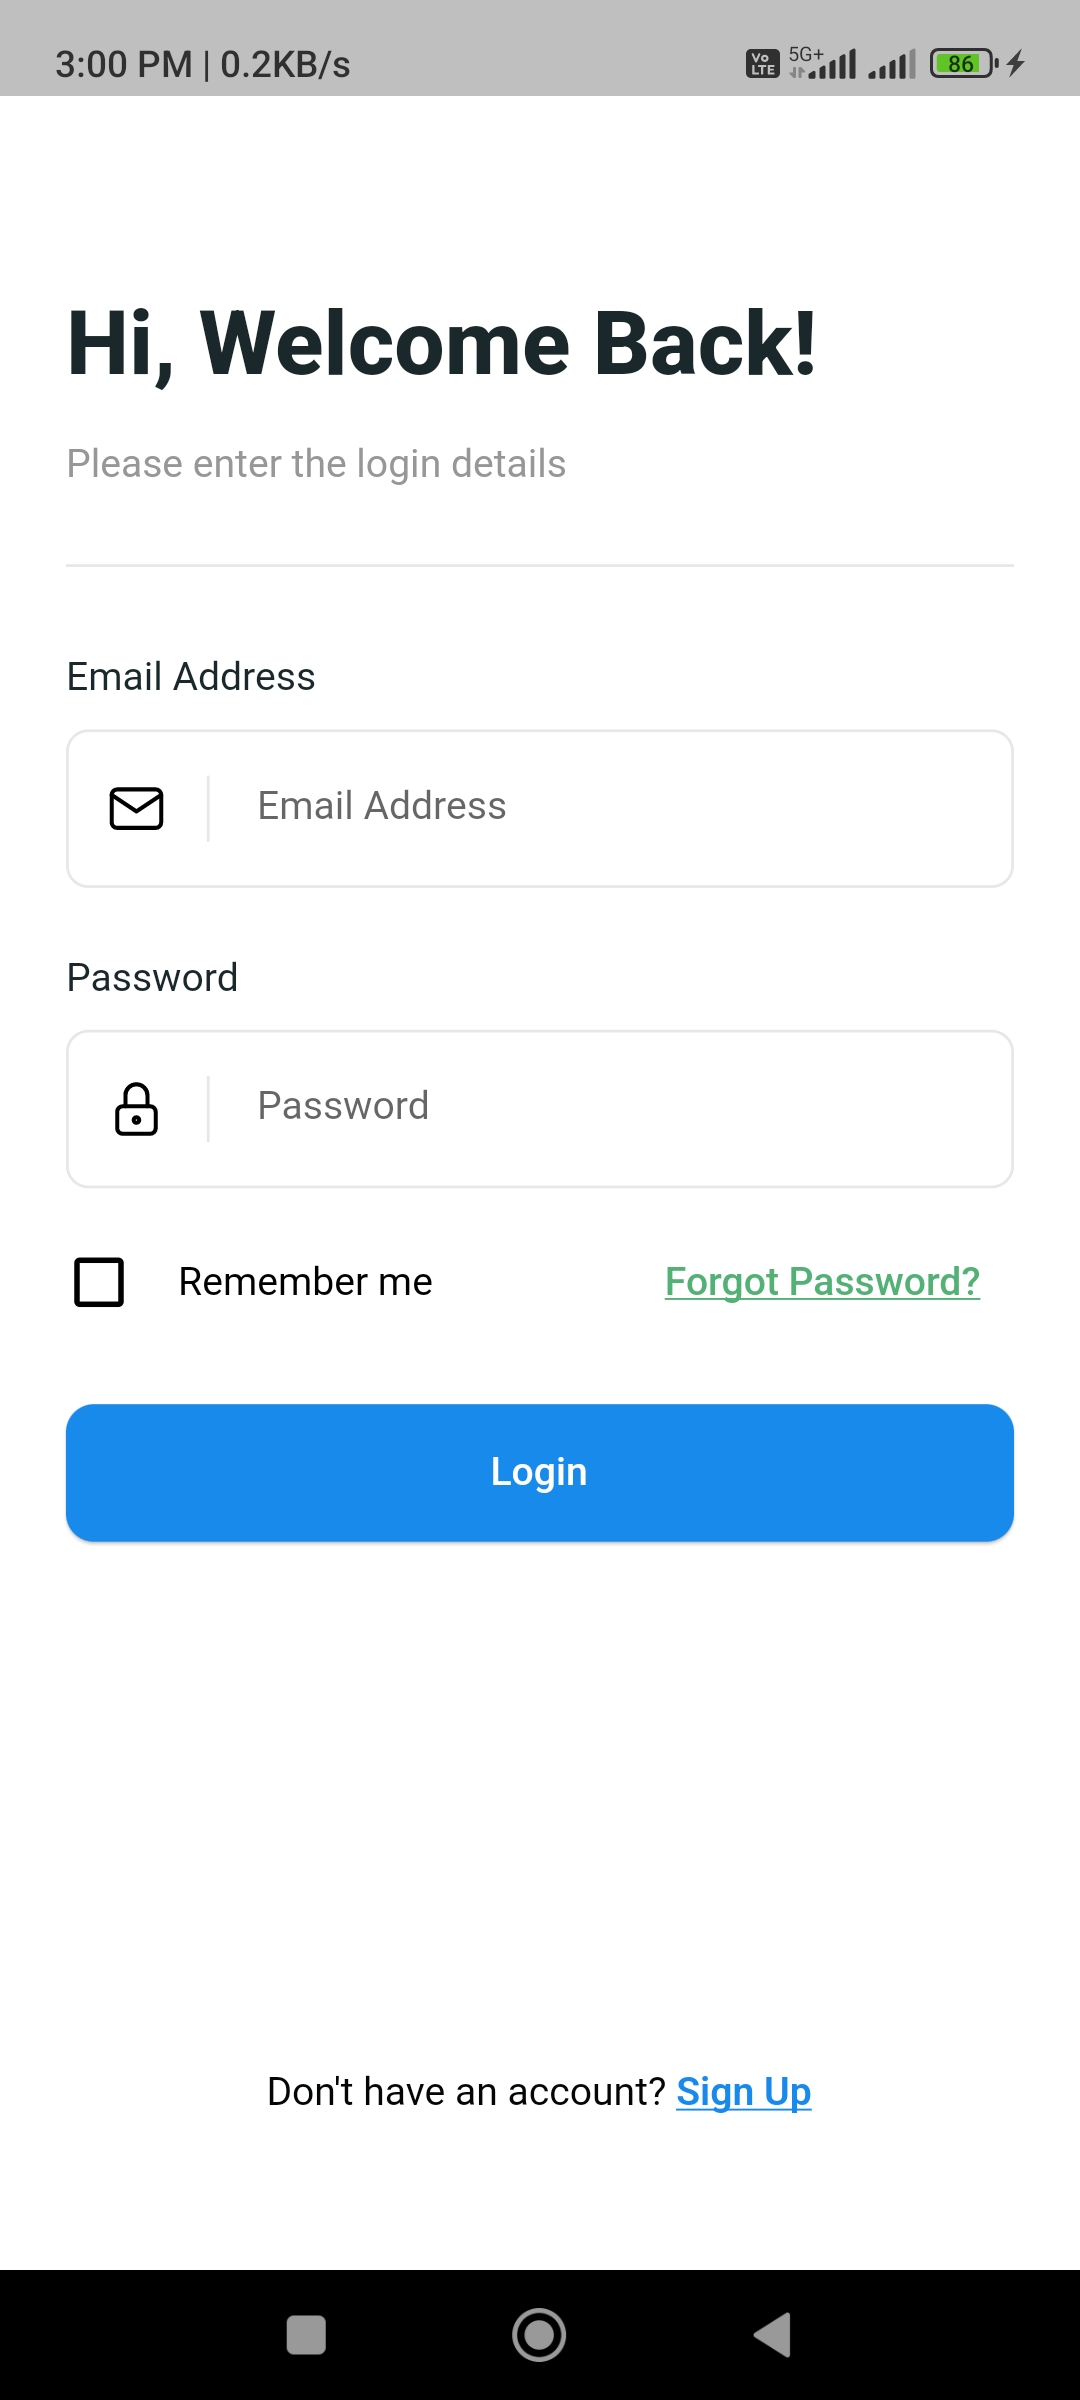 3:00 PM | 0.2KB/s Vo LTE 5G+ 86
Hi, Welcome Back!
Please enter the login details
Email Address
Email Address
Password
Password
Remember me Forgot Password?
Login
Don't have an account? Sign Up